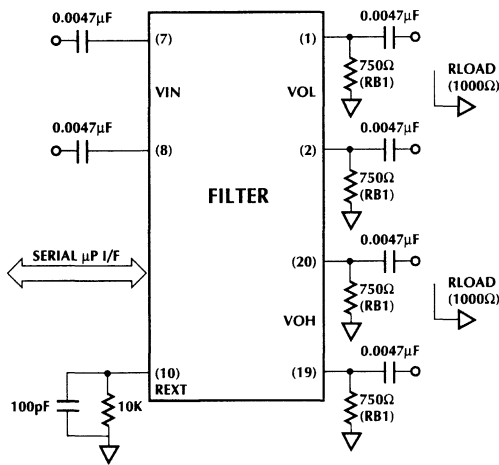 0.0047µF
(7)
VIN
0.0047µF
(8)
SERIAL µP I/F
(10)
REXT
100pF
10K
FILTER
(1)
VOL
0.0047µF
750Ω
(RB1)
RLOAD
(1000Ω)
(2)
0.0047µF
750Ω
(RB1)
(20)
VOH
0.0047µF
750Ω
(RB1)
RLOAD
(1000Ω)
(19)
0.0047µF
750Ω
(RB1)